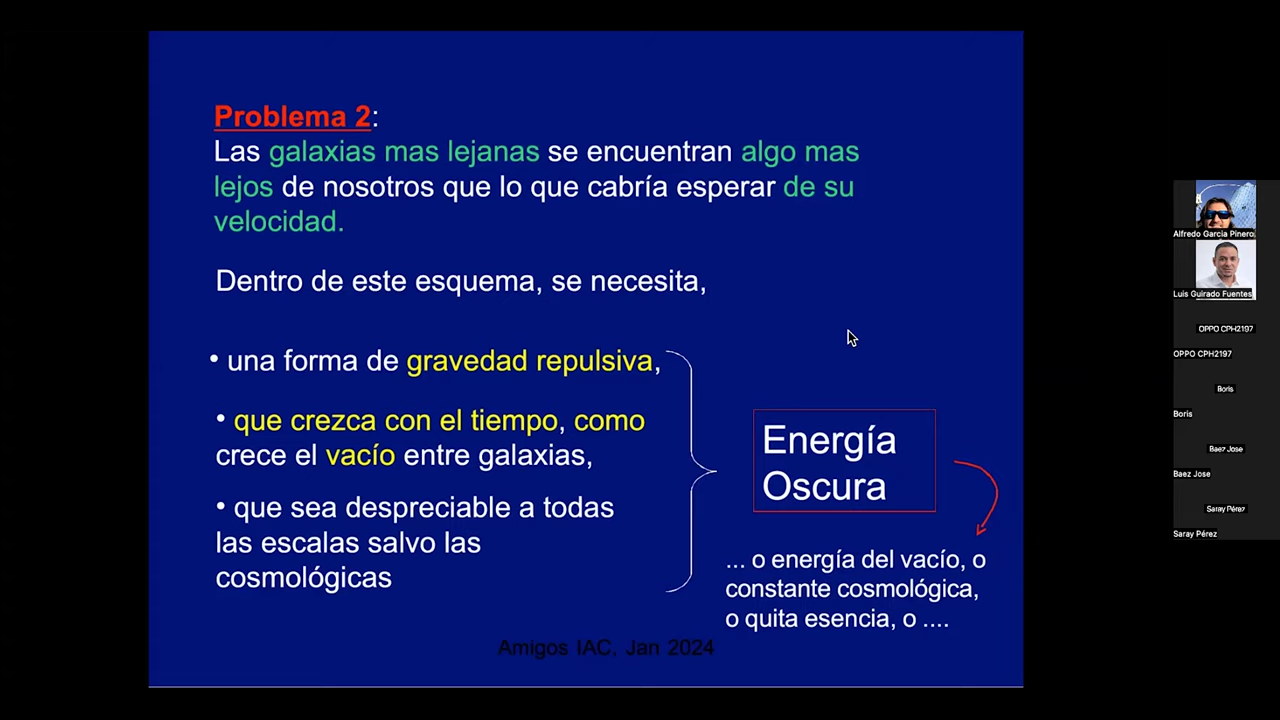 Problema 2:
Las galaxias mas lejanas se encuentran algo mas
lejos de nosotros que lo que cabría esperar de su
velocidad.
Dentro de este esquema, se necesita,
• una forma de gravedad repulsiva,
• que crezca con el tiempo, como
crece el vacío entre galaxias,
• que sea despreciable a todas
las escalas salvo las
cosmológicas
Energía
Oscura
... o energía del vacío, o
constante cosmológica,
o quita esencia, o ....
Amigos IAC, Jan 2024
Alfredo Garcia Pinero
Luis Guirado Fuentes
OPPO CPH2197
OPPO CPH2197
Boris
Boris
Baez Jose
Baez Jose
Saray Pérez
Saray Pérez